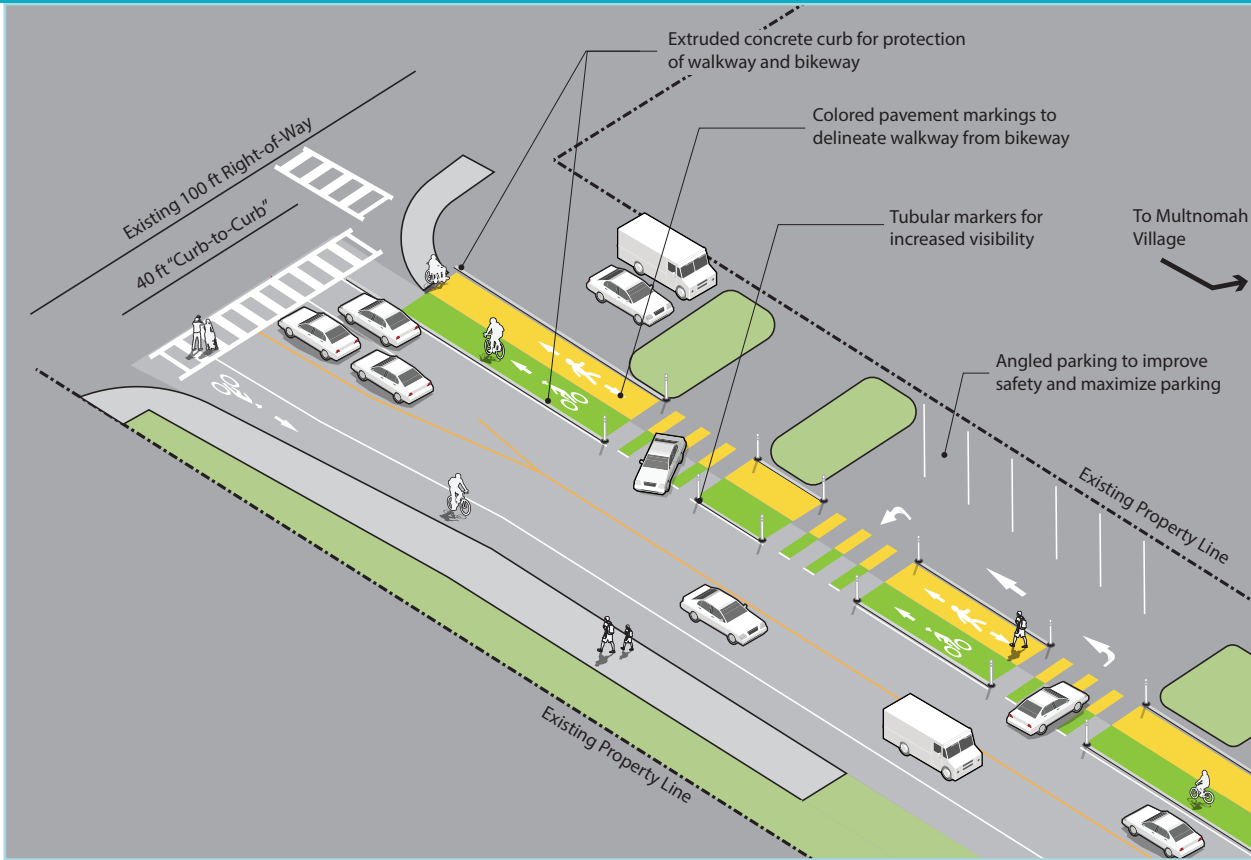 Extruded concrete curb for protection
of walkway and bikeway
Colored pavement markings to
delineate walkway from bikeway
Existing 100 ft Right-of-Way
40 ft “Curb-to-Curb”
Tubular markers for
increased visibility
To Multnomah
Village
Angled parking to improve
safety and maximize parking
Existing Property Line
Existing Property Line